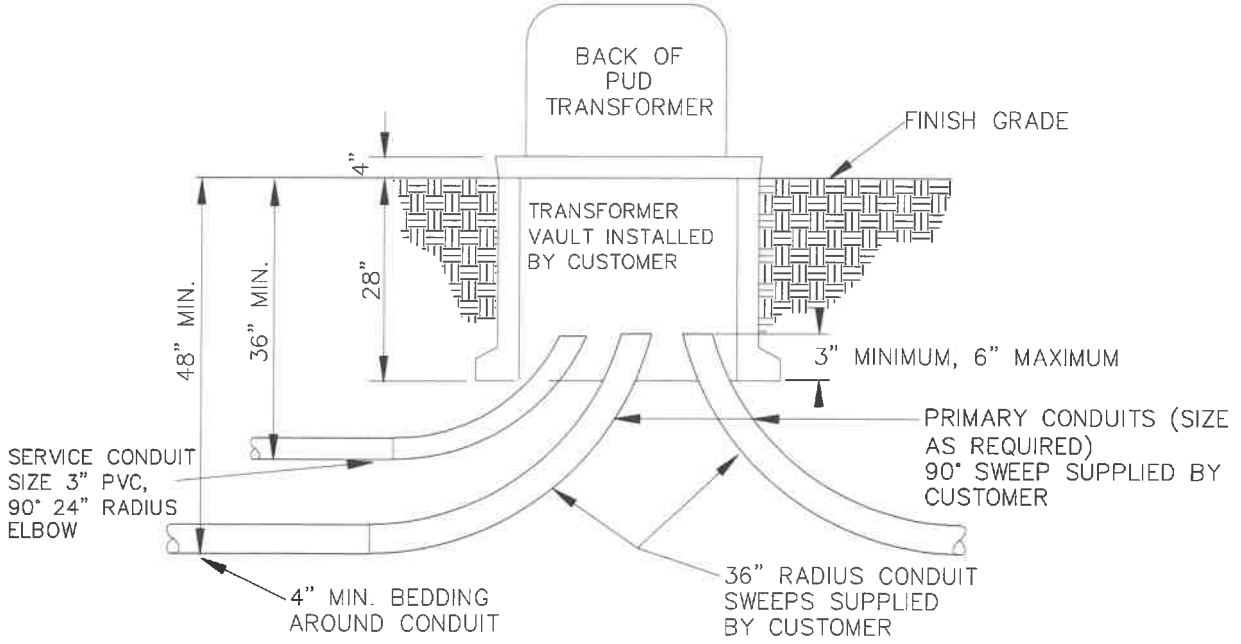 BACK OF
PUD
TRANSFORMER
FINISH GRADE
4"
TRANSFORMER
VAULT INSTALLED
BY CUSTOMER
28"
36" MIN.
48" MIN.
3" MINIMUM, 6" MAXIMUM
PRIMARY CONDUITS (SIZE
AS REQUIRED)
90° SWEEP SUPPLIED BY
CUSTOMER
SERVICE CONDUIT
SIZE 3" PVC,
90° 24" RADIUS
ELBOW
36" RADIUS CONDUIT
SWEEPS SUPPLIED
BY CUSTOMER
4" MIN. BEDDING
AROUND CONDUIT